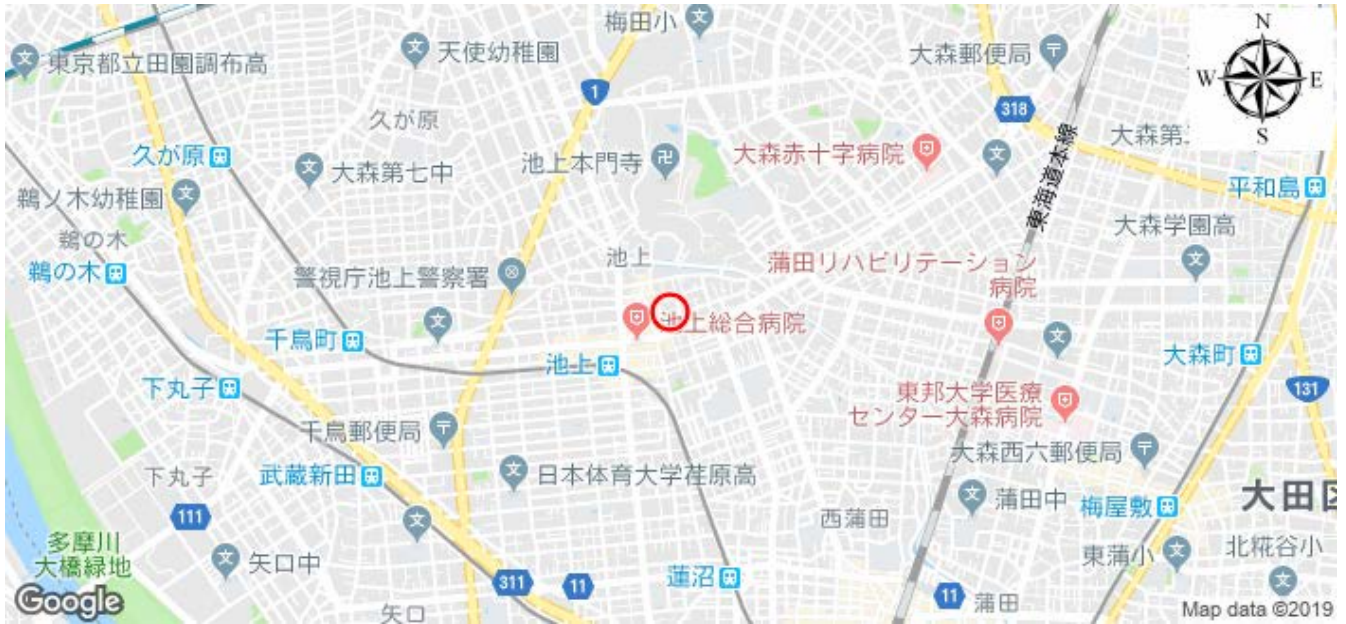 梅田小
大森郵便局
N
W
E
S
東京都立田園調布高
天使幼稚園
1
318
久が原
久が原
大森第七中
池上本門寺
大森赤十字病院
大森第
東海道本線
平和島
鵜ノ木幼稚園
鵜の木
鵜の木
大森学園高
警視庁池上警察署
池上
蒲田リハビリテーション
病院
千鳥町
池上総合病院
池上
大森町
下丸子
131
東邦大学医療
センター大森病院
千鳥郵便局
大森西六郵便局
下丸子
武蔵新田
日本体育大学荏原高
蒲田中
梅屋敷
大田区
111
西蒲田
多摩川
大橋緑地
矢口中
東蒲小
北糀谷小
311
11
蓮沼
11
蒲田
Google
矢口
Map data ©2019